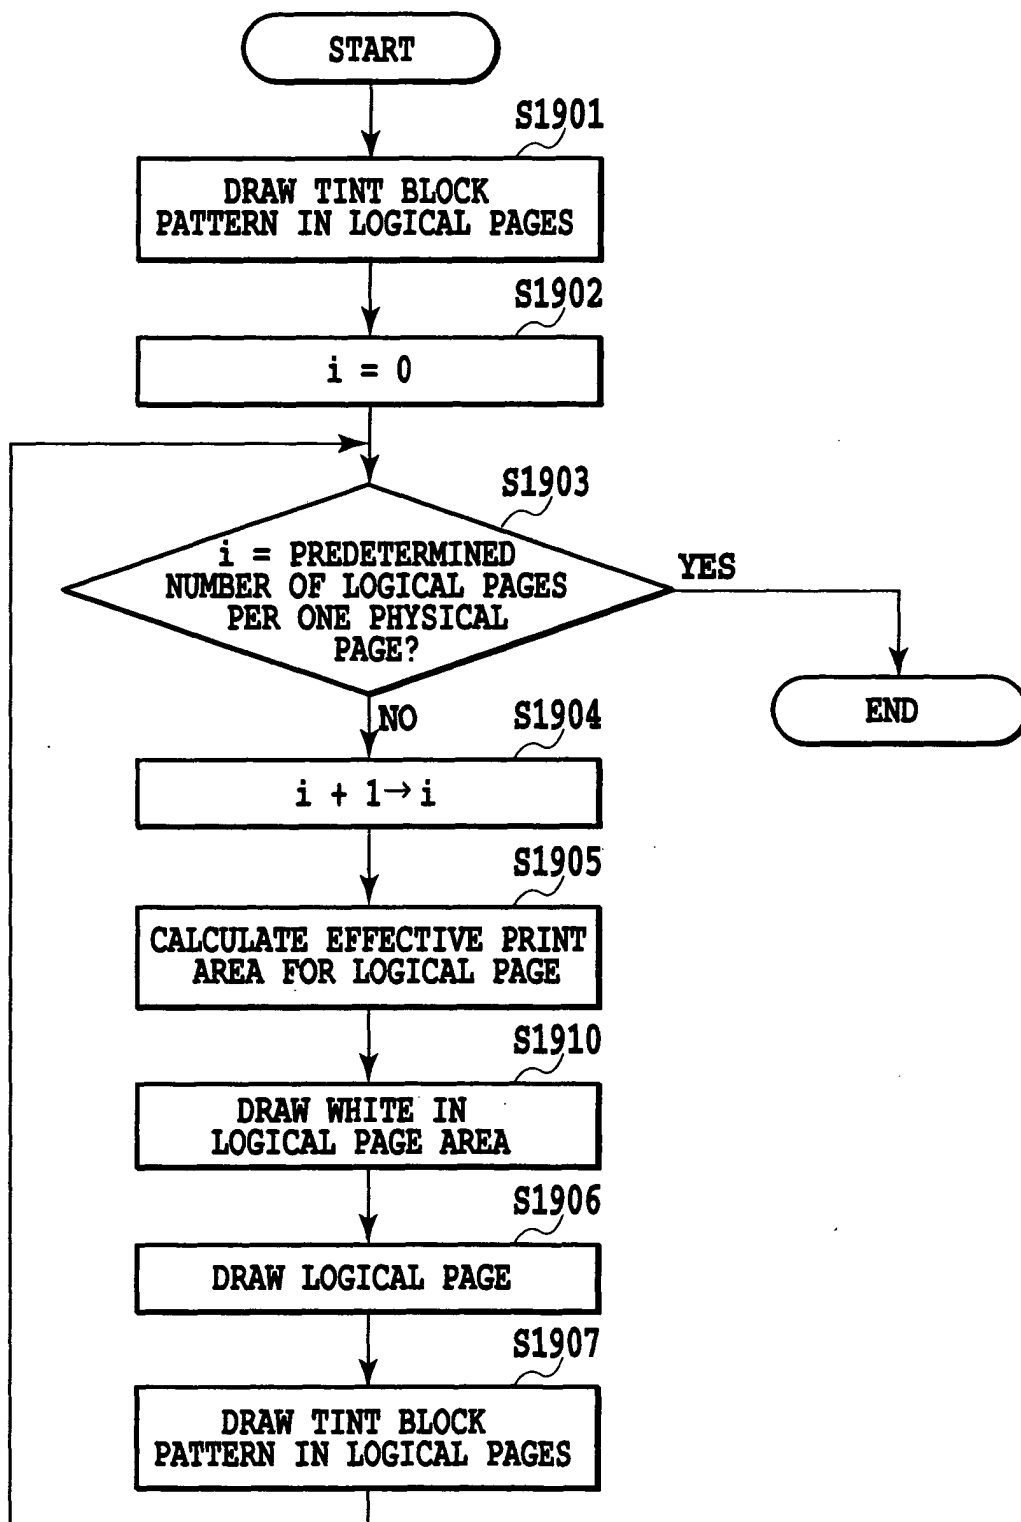 START
S1901
DRAW TINT BLOCK
PATTERN IN LOGICAL PAGES
S1902
i = 0
S1903
i = PREDETERMINED
NUMBER OF LOGICAL PAGES
PER ONE PHYSICAL
PAGE?
YES
END
NO
S1904
i + 1→i
S1905
CALCULATE EFFECTIVE PRINT
AREA FOR LOGICAL PAGE
S1910
DRAW WHITE IN
LOGICAL PAGE AREA
S1906
DRAW LOGICAL PAGE
S1907
DRAW TINT BLOCK
PATTERN IN LOGICAL PAGES